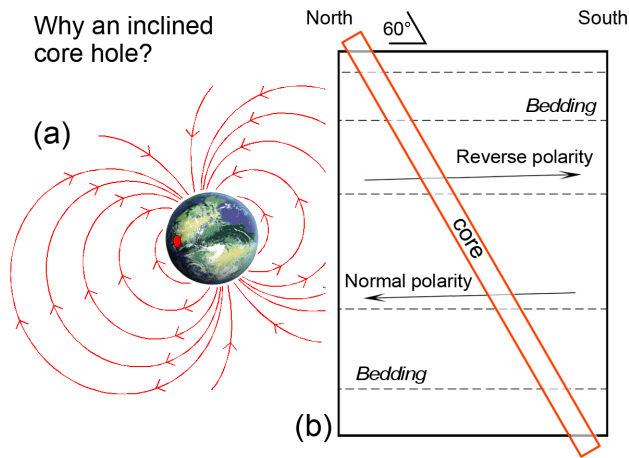 Why an inclined
core hole?
(a)
North
60°
South
Bedding
Reverse polarity
core
Normal polarity
Bedding
(b)